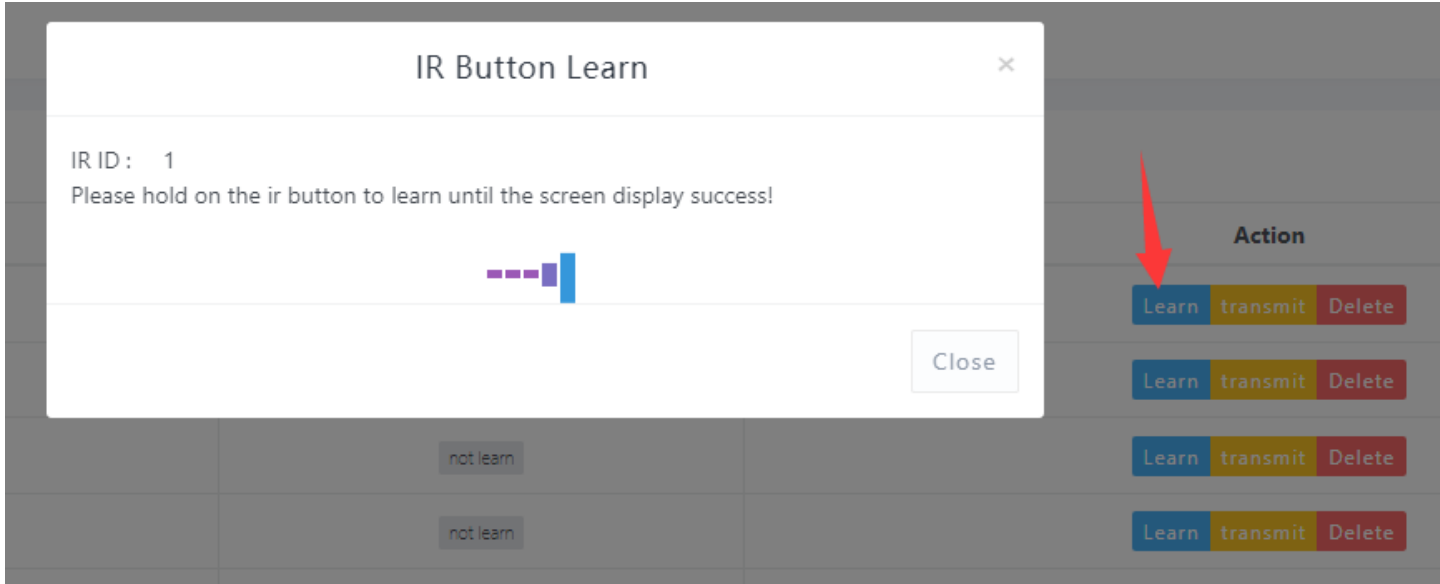 IR Button Learn ×
IR ID : 1
Please hold on the ir button to learn until the screen display success!
Close
Action
Learn transmit Delete
Learn transmit Delete
not learn Learn transmit Delete
not learn Learn transmit Delete